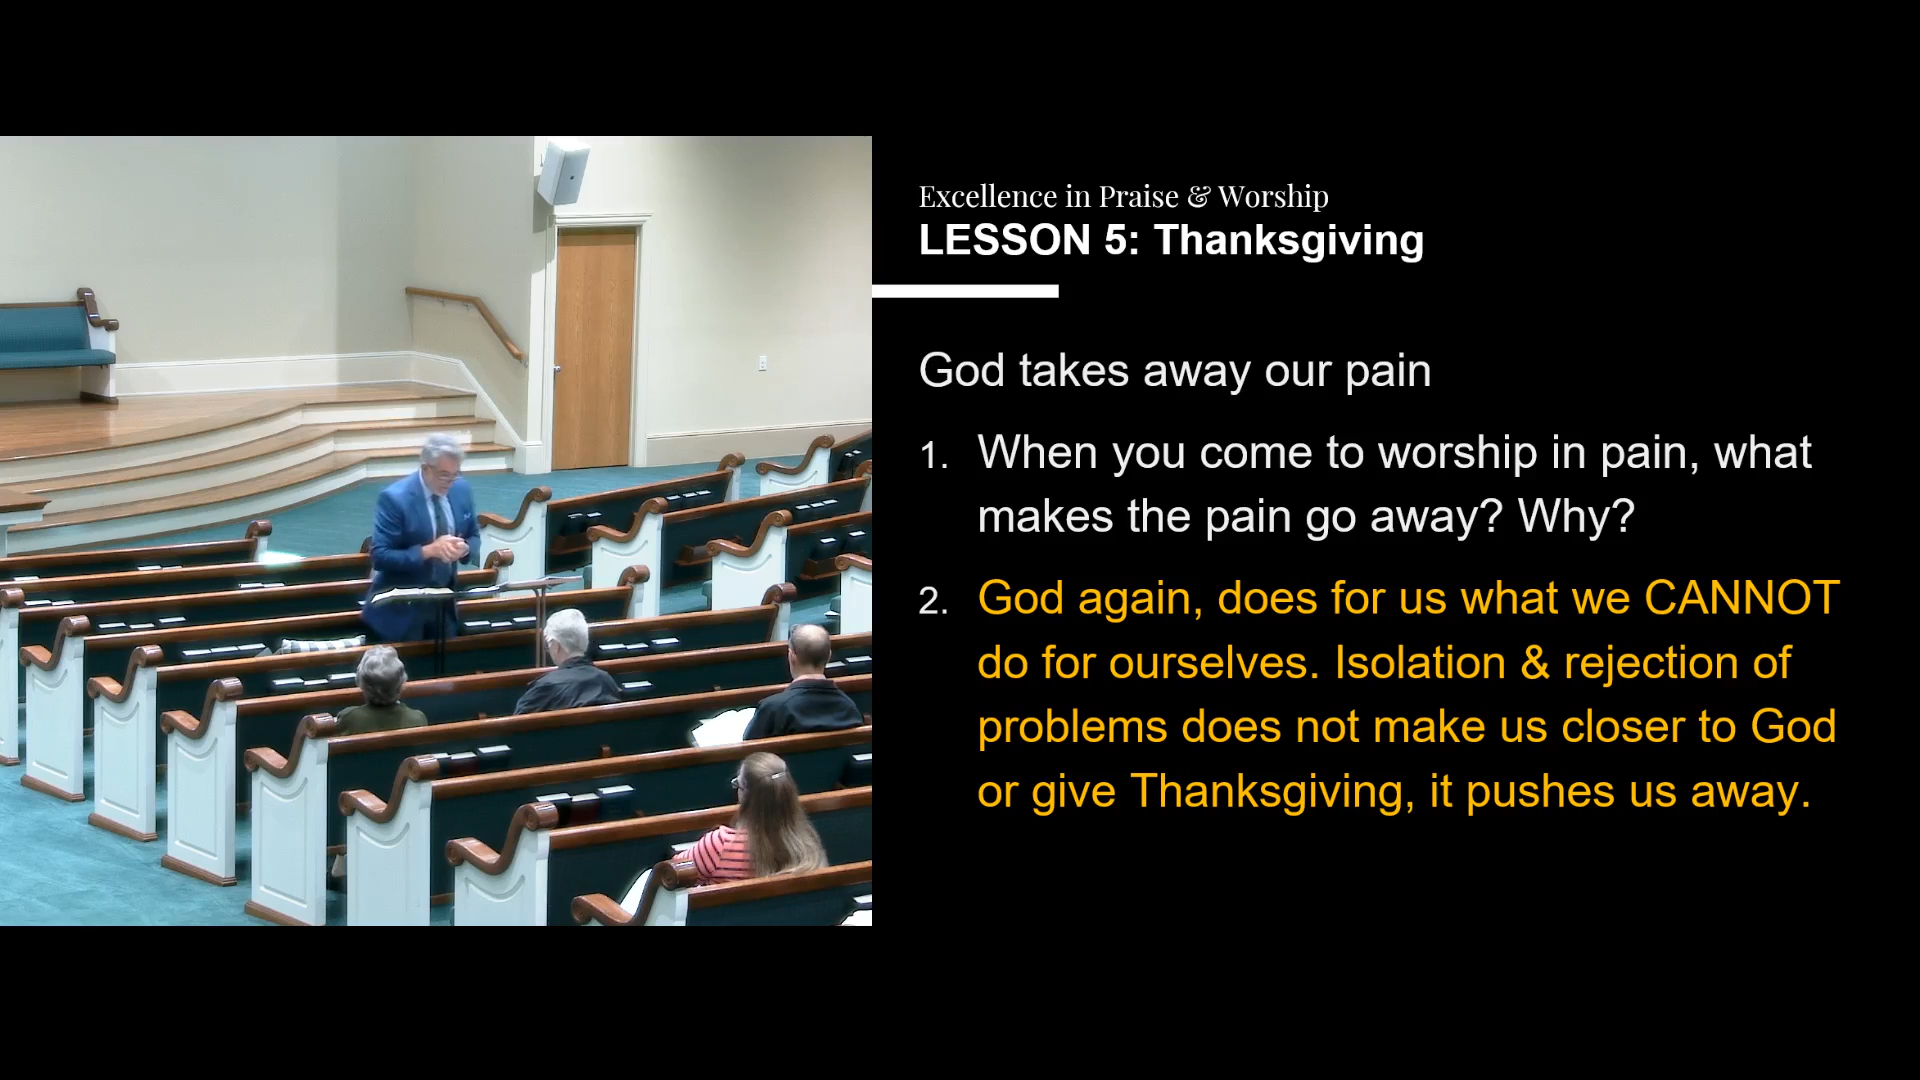 Excellence in Praise & Worship
LESSON 5: Thanksgiving
God takes away our pain
1. When you come to worship in pain, what
makes the pain go away? Why?
2. God again, does for us what we CANNOT
do for ourselves. Isolation & rejection of
problems does not make us closer to God
or give Thanksgiving, it pushes us away.